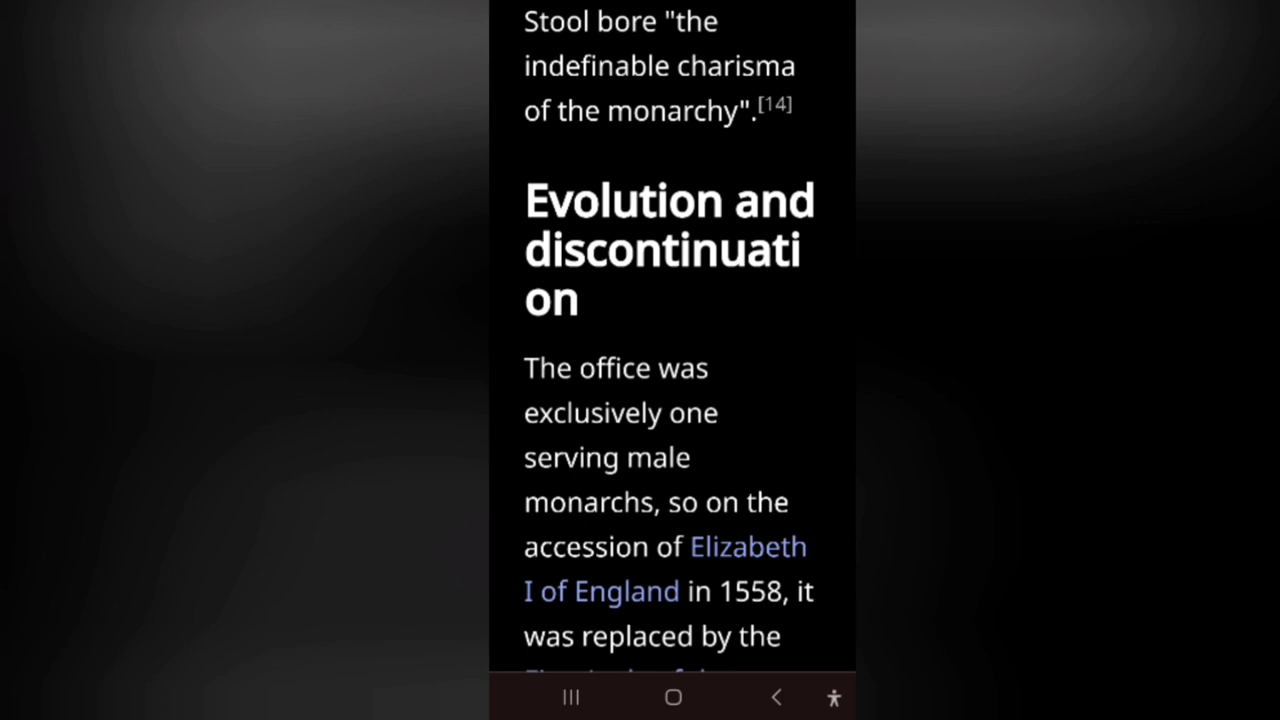 Stool bore "the
indefinable charisma
of the monarchy".[14]
Evolution and
discontinuati
on
The office was
exclusively one
serving male
monarchs, so on the
accession of Elizabeth
I of England in 1558, it
was replaced by the